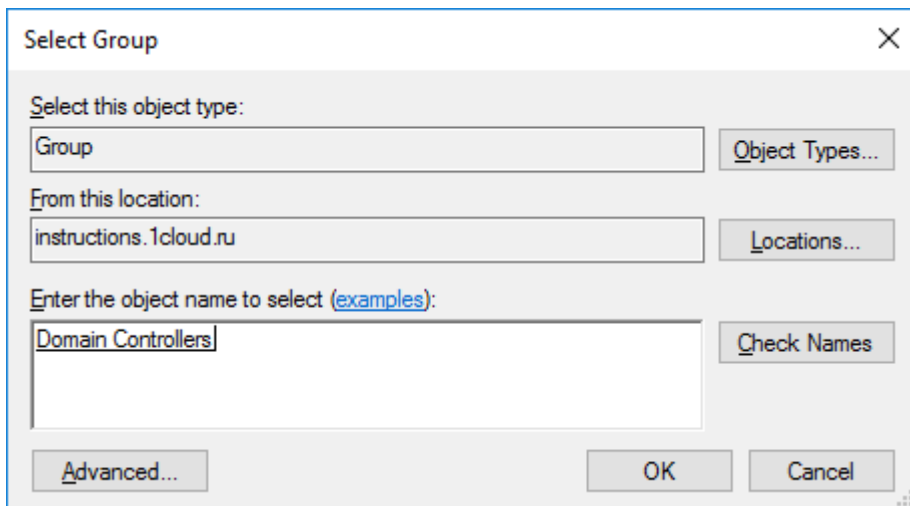 Select Group
Select this object type:
Group
Object Types...
From this location:
instructions.1cloud.ru
Locations...
Enter the object name to select (examples):
Domain Controllers
Check Names
Advanced...
OK
Cancel